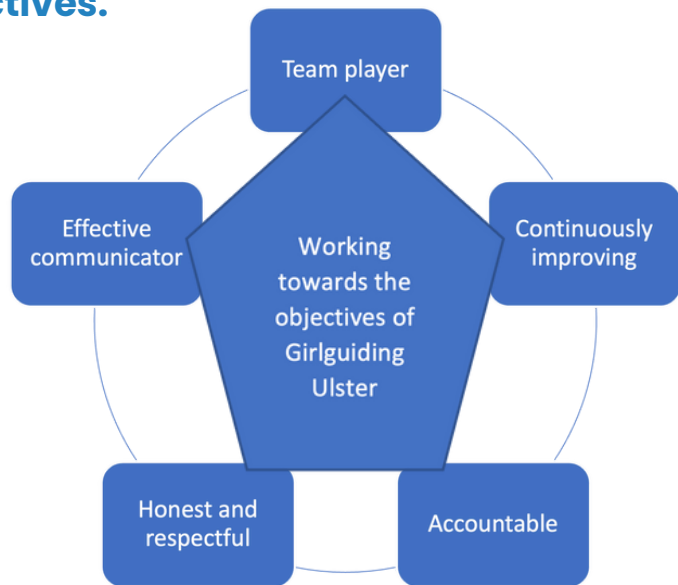 ctives.
Team player
Effective
communicator
Continuously
improving
Working
towards the
objectives of
Girlguiding
Ulster
Honest and
respectful
Accountable